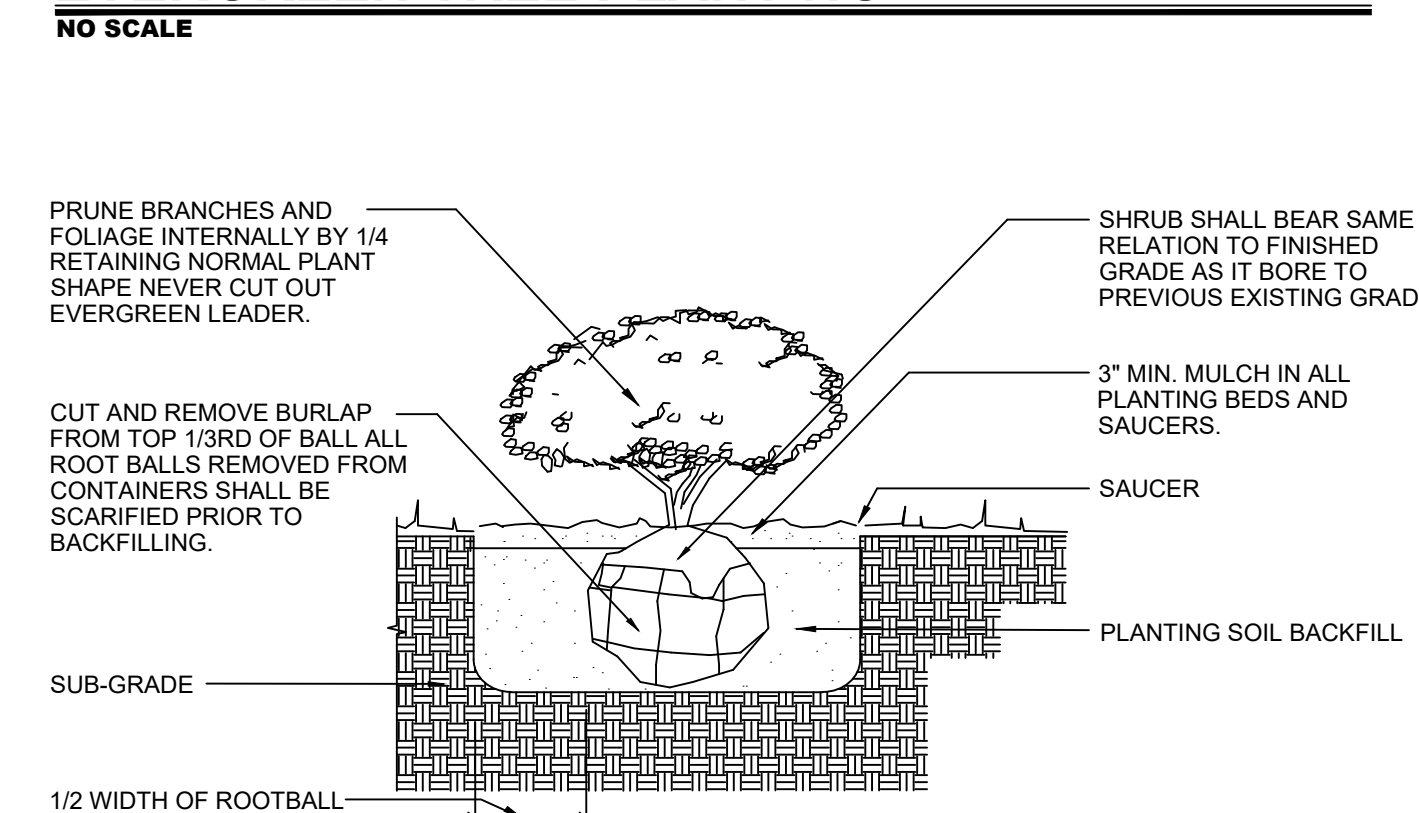 NO SCALE
PRUNE BRANCHES AND
FOLIAGE INTERNALLY BY 1/4
RETAINING NORMAL PLANT
SHAPE NEVER CUT OUT
EVERGREEN LEADER.
CUT AND REMOVE BURLAP
FROM TOP 1/3RD OF BALL ALL
ROOT BALLS REMOVED FROM
CONTAINERS SHALL BE
SCARIFIED PRIOR TO
BACKFILLING.
SUB-GRADE
1/2 WIDTH OF ROOTBALL
SHRUB SHALL BEAR SAME
RELATION TO FINISHED
GRADE AS IT BORE TO
PREVIOUS EXISTING GRAD
3" MIN. MULCH IN ALL
PLANTING BEDS AND
SAUCERS.
SAUCER
PLANTING SOIL BACKFILL